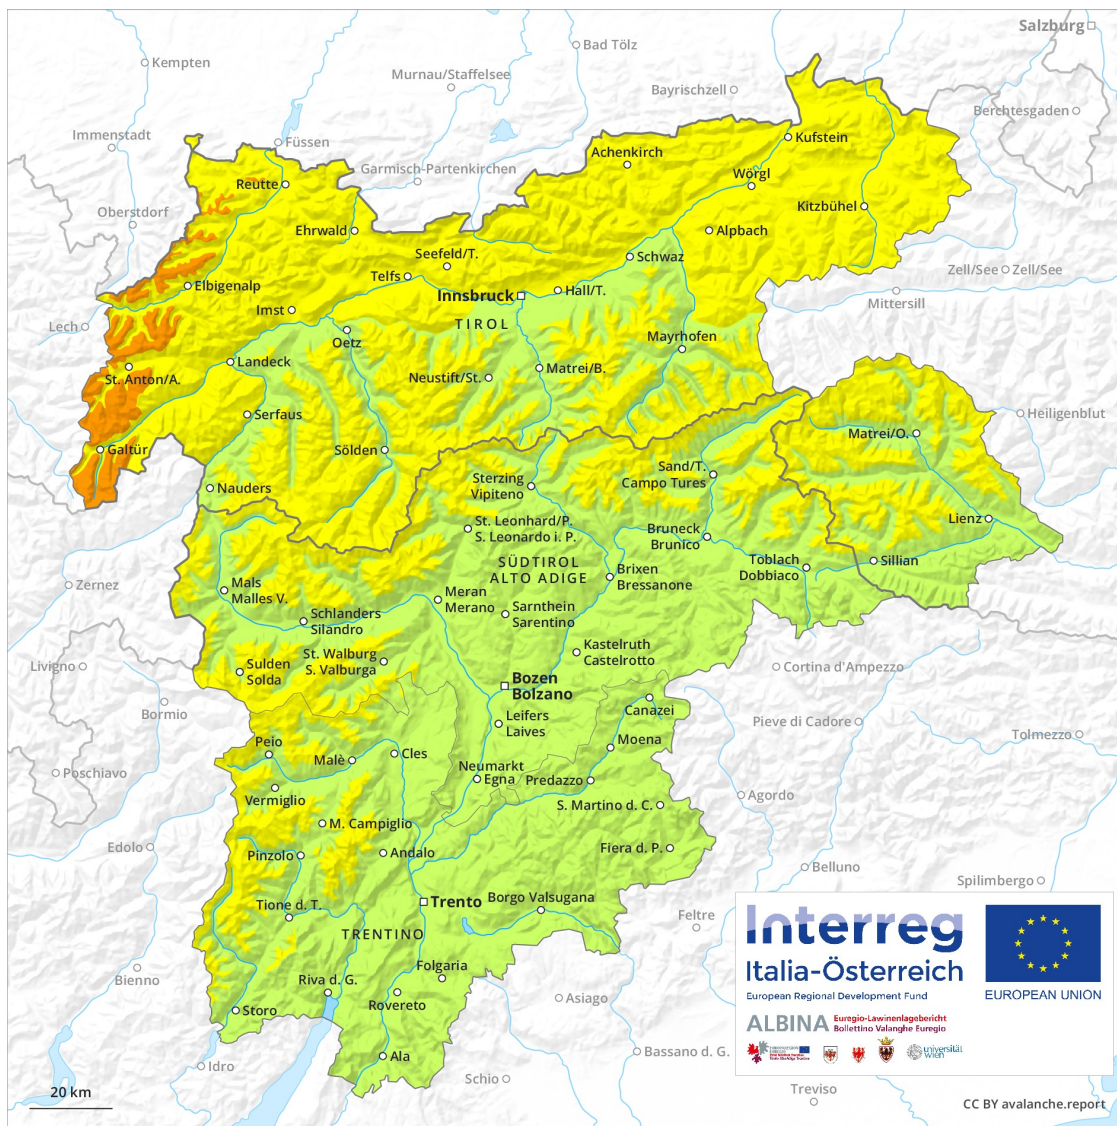 Salzburg
Bad Tölz
Kempten
Murnau/Staffelsee
Bayrischzell
Berchtesgaden
Immenstadt
Füssen
Kufstein
Achenkirch
Garmisch-Partenkirchen
Wörgl
Reutte
Kitzbühel
Oberstdorf
Ehrwald
Alpbach
Seefeld/T.
Schwaz
Telfs
Zell/See
Zell/See
Elbigenalp
Innsbruck
Hall/T.
Mittersill
Imst
TIROL
Lech
Oetz
Mayrhofen
Landeck
Matrei/B.
St. Anton/A.
Neustift/St.
Serfaus
Heiligenblut
Matrei/O.
Galtür
Sölden
Sand/T.
Campo Tures
Sterzing
Vipiteno
Nauders
St. Leonhard/P.
S. Leonardo i. P.
Lienz
Bruneck
Brunico
SÜDTIROL
ALTO ADIGE
Toblach
Dobbiaco
Sillian
Brixen
Bressanone
Zernez
Mals
Malles V.
Meran
Merano
Sarnthein
Sarentino
Schlanders
Silandro
Kastelruth
Castelrotto
St. Walburg
S. Valburga
Livigno
Sulden
Solda
Cortina d'Ampezzo
Bozen
Bolzano
Bormio
Canazei
Leifers
Laives
Pieve di Cadore
Tolmezzo
Moena
Peio
Malè
Cles
Poschiavo
Neumarkt
Egna
Predazzo
Vermiglio
Agordo
S. Martino d. C.
M. Campiglio
Edolo
Pinzolo
Andalo
Fiera d. P.
Belluno
Spilimbergo
Tione d. T.
Trento
Borgo Valsugana
Feltre
TRENTINO
Folgaria
Bienno
Riva d. G.
Rovereto
Asiago
Storo
Ala
Bassano d. G.
Idro
Schio
Treviso
20 km
Interreg
Italia-Österreich
European Regional Development Fund
EUROPEAN UNION
ALBINA
Euregio-Lawinenlagebericht
Bollettino Valanghe Euregio
universität
wien
CC BY avalanche.report